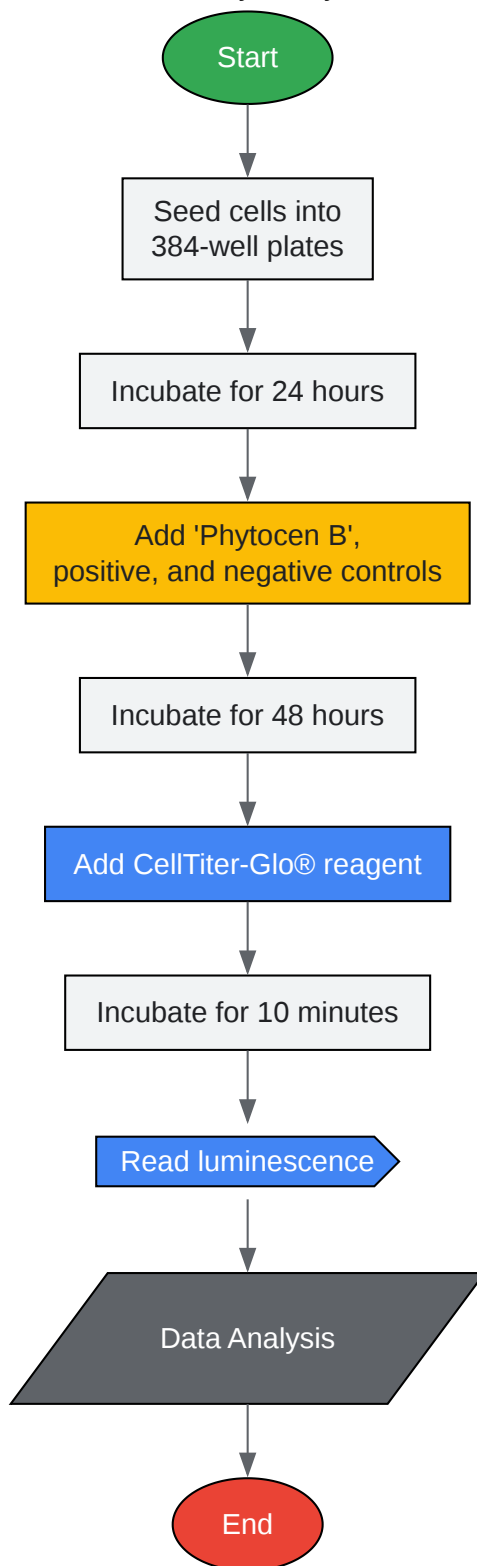 Start
Seed cells into
384-well plates
Incubate for 24 hours
Add 'Phytocen B',
positive, and negative controls
Incubate for 48 hours
Add CellTiter-Glo® reagent
Incubate for 10 minutes
Read luminescence
Data Analysis
End